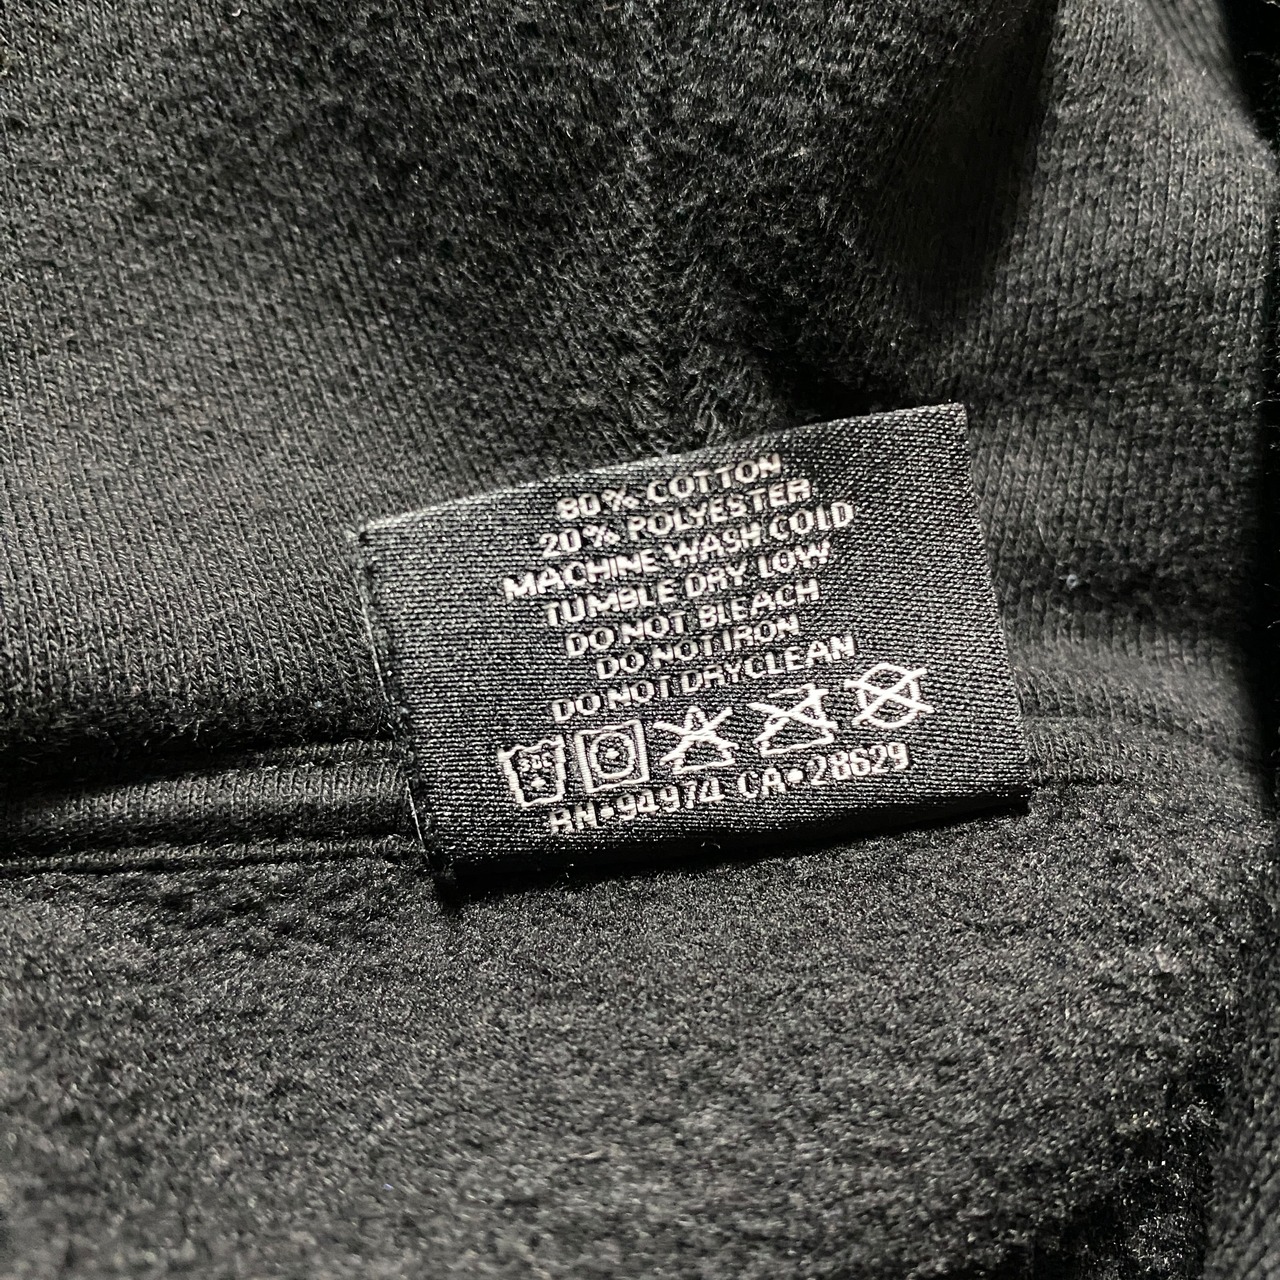 80% COTTON
20% POLYESTER
MACHINE WASH COLD
TUMBLE DRY LOW
DO NOT BLEACH
DO NOT IRON
DO NOT DRYCLEAN
RN•94974 CA•28629